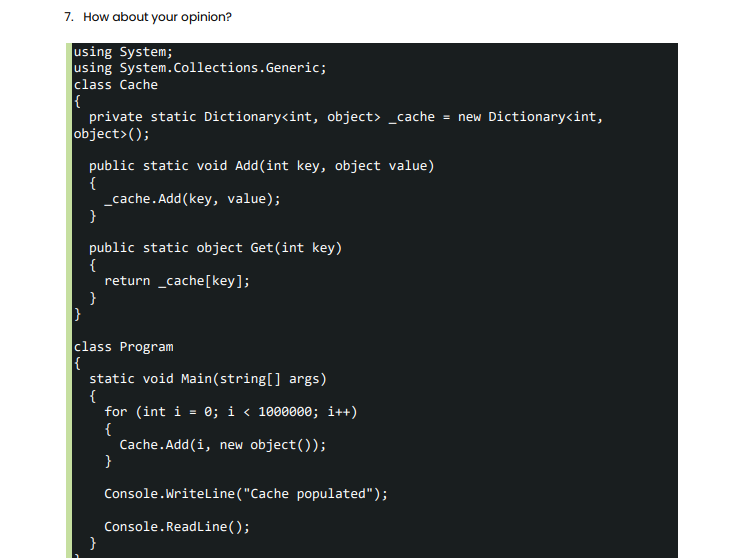 7. How about your opinion?
using System;
using System.Collections.Generic;
class Cache
{
private static Dictionary<int, object> _cache = new Dictionary<int,
object>();
public static void Add(int key, object value)
{
_cache.Add(key, value);
}
public static object Get(int key)
{
return _cache[key];
}
}
class Program
{
static void Main(string[] args)
{
for (int i = 0; i < 1000000; i++)
{
Cache.Add(i, new object());
}
Console.WriteLine("Cache populated");
Console.ReadLine();
}
}